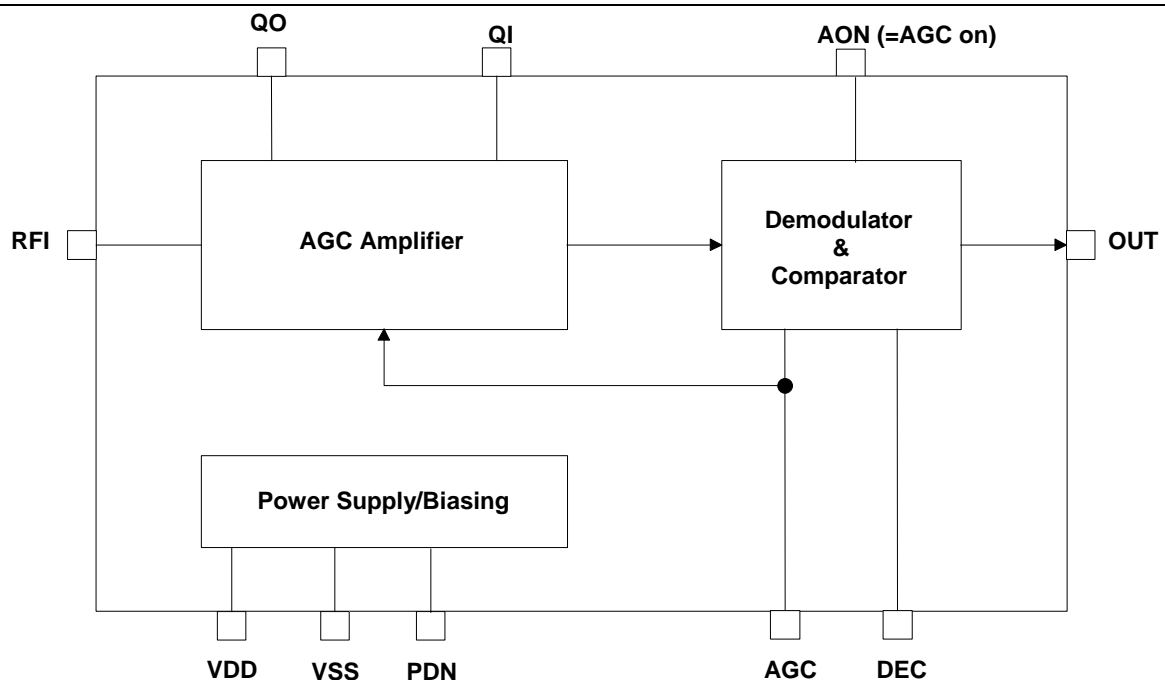 QO
QI
AON (=AGC on)
RFI
AGC Amplifier
Demodulator
&
Comparator
OUT
Power Supply/Biasing
VDD
VSS
PDN
AGC
DEC